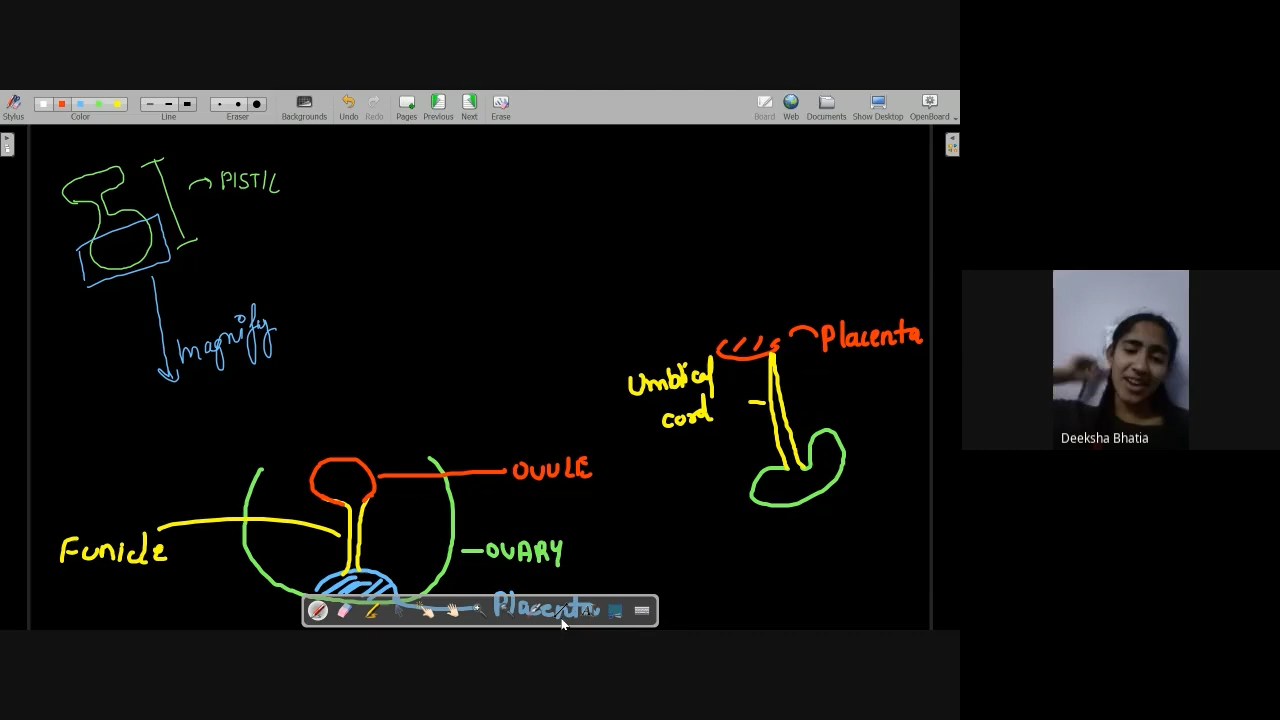 Stylus
Color
Line
Eraser
Backgrounds
Undo
Redo
Pages
Previous
Next
Erase
Board
Web
Documents
Show Desktop
OpenBoard
PISTIL
magnify
Placenta
Umbical
cord
OVULE
Funicle
OVARY
Placenta
Deeksha Bhatia